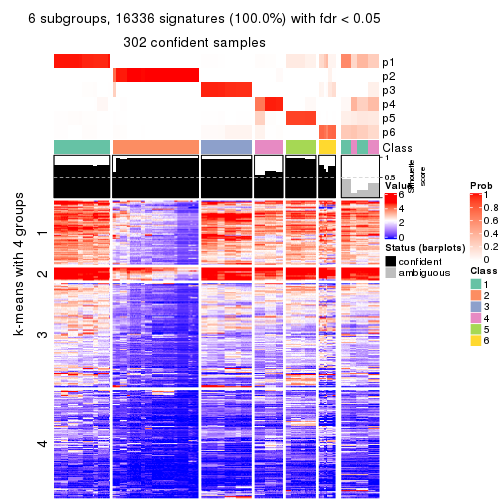 6 subgroups, 16336 signatures (100.0%) with fdr < 0.05
302 confident samples
p1
p2
p3
p4
p5
p6
Class
1
0.5
0
Silhouette
score
k-means with 4 groups
1
2
3
4
Value
6
4
2
0
Status (barplots)
confident
ambiguous
Prob
1
0.8
0.6
0.4
0.2
0
Class
1
2
3
4
5
6